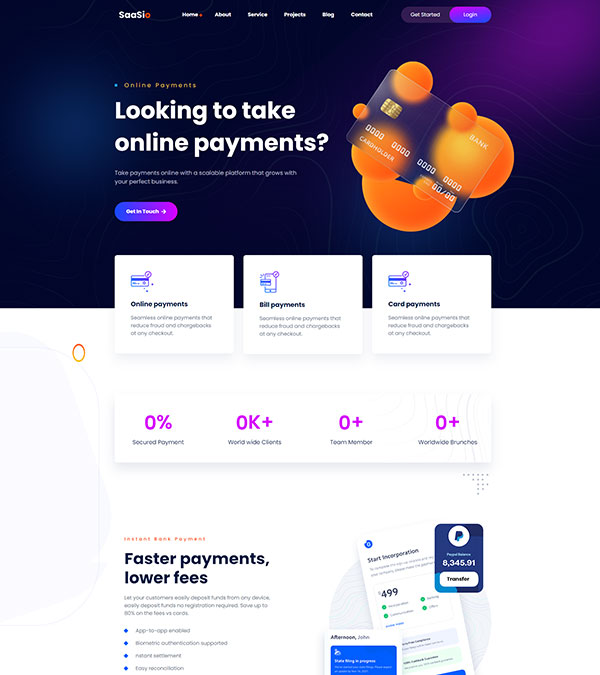 SaaSio
Home About Service Projects Blog Contact Get Started Login
Online Payments
Looking to take
online payments?
Take payments online with a scalable platform that grows with
your perfect business.
Get In Touch
BANK
CARDHOLDER
00/00
Online payments
Seamless online payments that
reduce fraud and chargebacks
at any checkout.
Bill payments
Seamless online payments that
reduce fraud and chargebacks
at any checkout.
Card payments
Seamless online payments that
reduce fraud and chargebacks
at any checkout.
0% 0K+ 0+ 0+
Secured Payment World wide Clients Team Member Worldwide Brunches
Instant Bank Payment
Faster payments,
lower fees
Let your customers easily deposit funds from any device,
easily deposit funds no registration required. Save up to
80% on the fees vs cards.
App-to-app enabled
Biometric authentication supported
Instant settlement
Easy reconciliation
Start Incorporation
$499
Paypal Balance
8,345.91
Transfer
Afternoon, John
State filing in progress